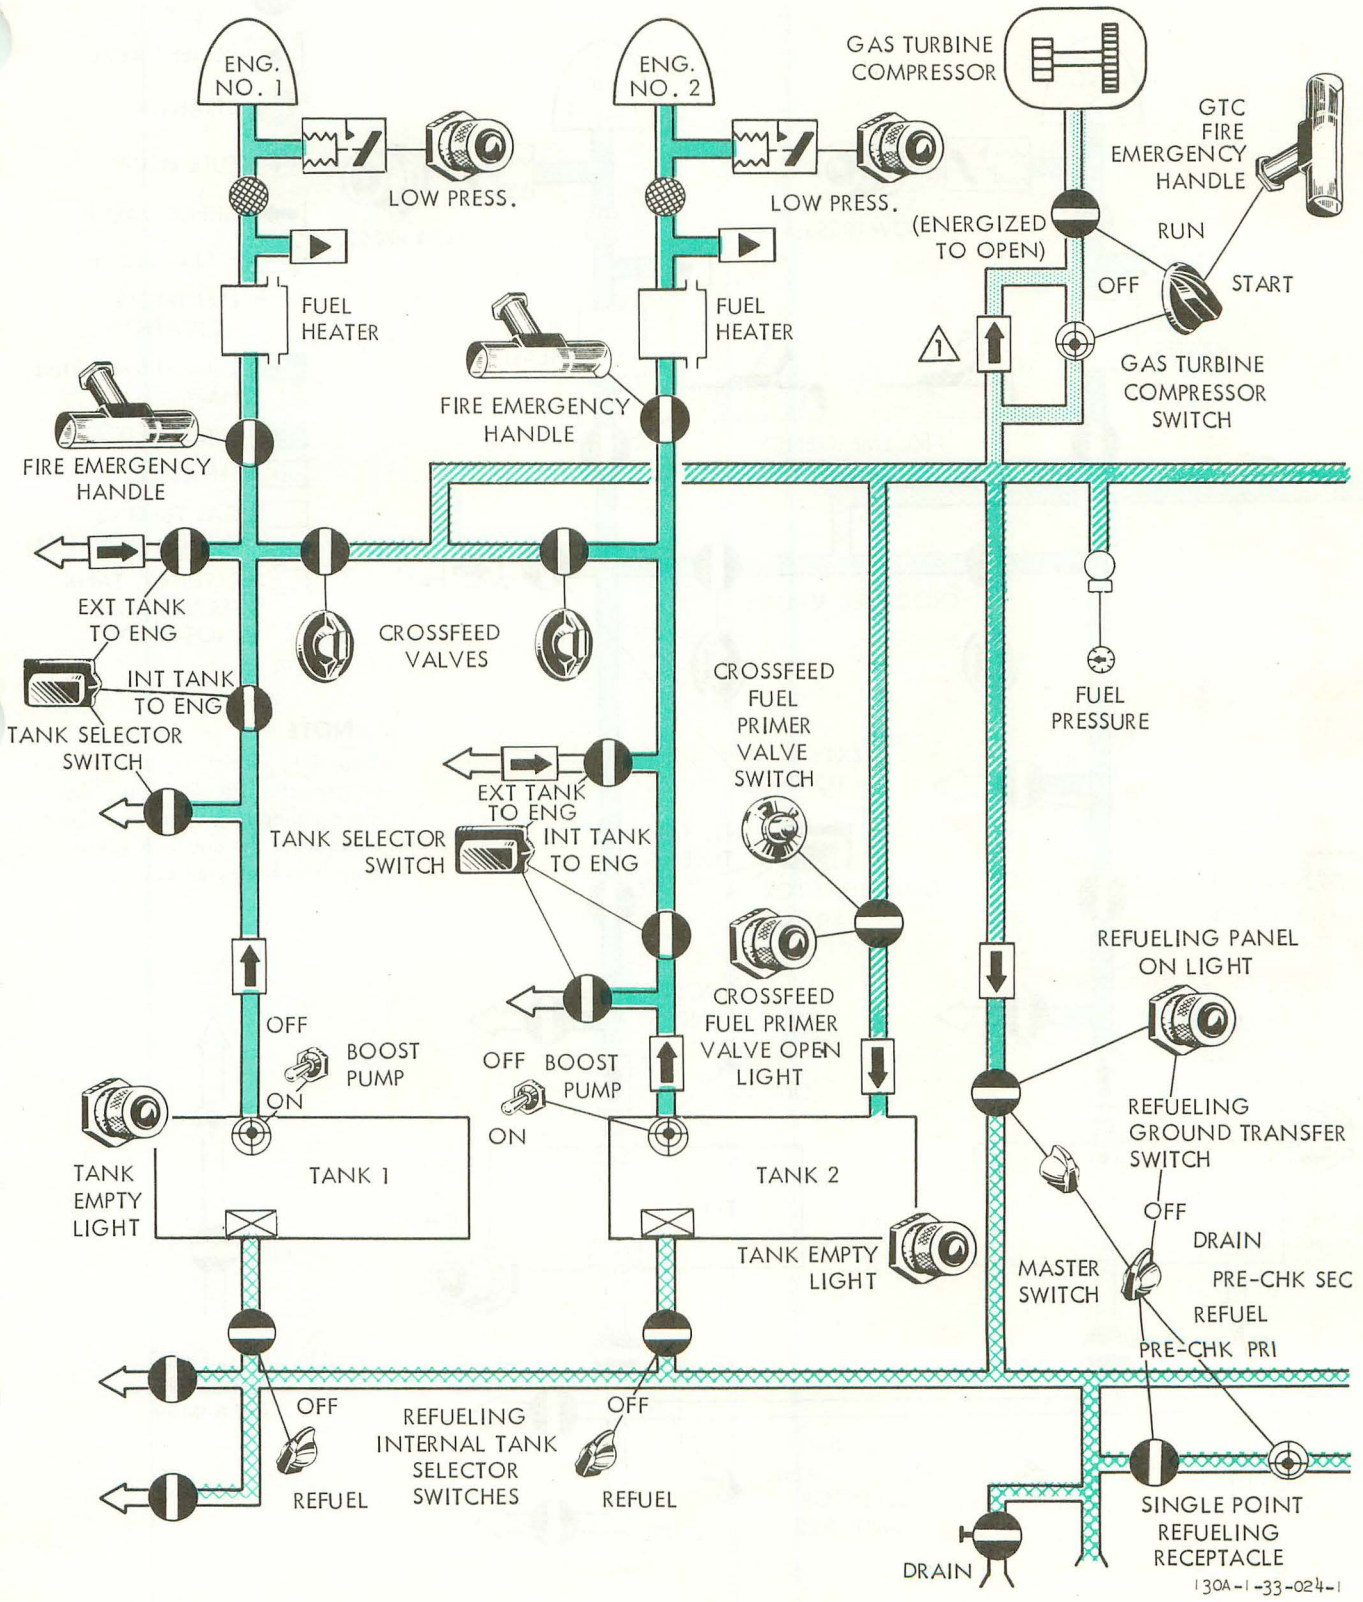 ENG.
NO. 1
ENG.
NO. 2
GAS TURBINE
COMPRESSOR
GTC
FIRE
EMERGENCY
HANDLE
LOW PRESS.
LOW PRESS.
(ENERGIZED
TO OPEN)
RUN
OFF
START
FUEL
HEATER
FUEL
HEATER
1
GAS TURBINE
COMPRESSOR
SWITCH
FIRE EMERGENCY
HANDLE
FIRE EMERGENCY
HANDLE
EXT TANK
TO ENG
CROSSFEED
VALVES
INT TANK
TO ENG
TANK SELECTOR
SWITCH
CROSSFEED
FUEL
PRIMER
VALVE
SWITCH
FUEL
PRESSURE
EXT TANK
TO ENG
TANK SELECTOR
SWITCH
INT TANK
TO ENG
REFUELING PANEL
ON LIGHT
CROSSFEED
FUEL PRIMER
VALVE OPEN
LIGHT
OFF
BOOST
PUMP
ON
OFF
BOOST
PUMP
ON
REFUELING
GROUND TRANSFER
SWITCH
TANK
EMPTY
LIGHT
TANK 1
TANK 2
TANK EMPTY
LIGHT
OFF
DRAIN
MASTER
SWITCH
PRE-CHK SEC
REFUEL
PRE-CHK PRI
OFF
REFUELING
INTERNAL TANK
SELECTOR
SWITCHES
OFF
REFUEL
REFUEL
SINGLE POINT
REFUELING
RECEPTACLE
DRAIN
130A-1-33-024-1